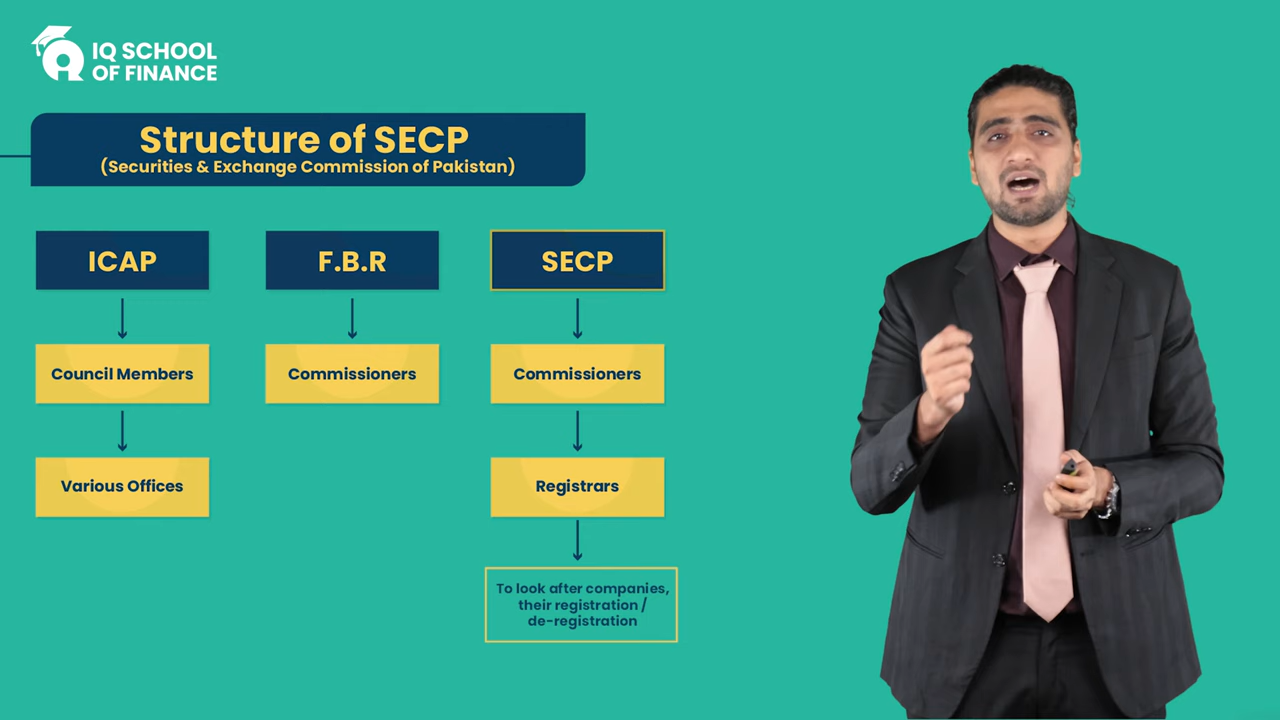 IQ SCHOOL
OF FINANCE
Structure of SECP
(Securities & Exchange Commission of Pakistan)
ICAP
F.B.R
SECP
Council Members
Commissioners
Commissioners
Various Offices
Registrars
To look after companies,
their registration /
de-registration